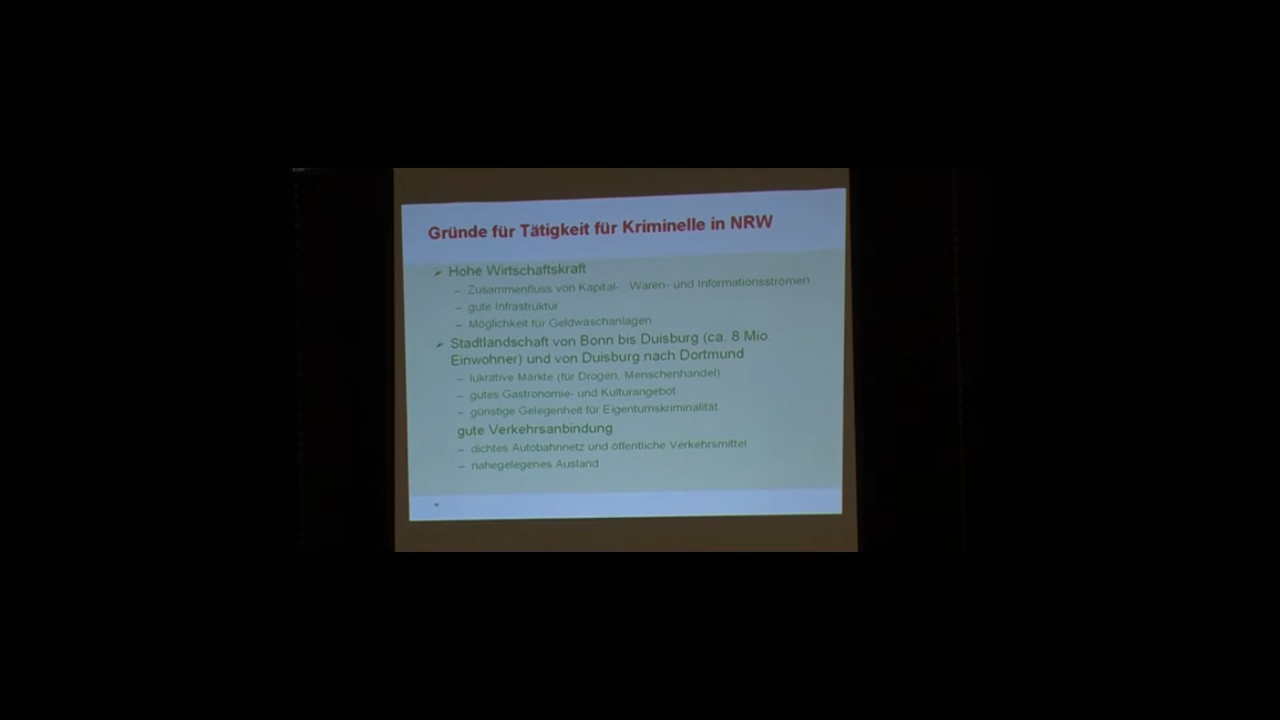 Gründe für Tätigkeit für Kriminelle in NRW
➢ Hohe Wirtschaftskraft
– Zusammenfluss von Kapital-, Waren- und Informationsströmen
– gute Infrastruktur
– Möglichkeit für Geldwaschanlagen
➢ Stadtlandschaft von Bonn bis Duisburg (ca. 8 Mio.
Einwohner) und von Duisburg nach Dortmund
– lukrative Märkte (für Drogen, Menschenhandel)
– gutes Gastronomie- und Kulturangebot
– günstige Gelegenheit für Eigentumskriminalität
gute Verkehrsanbindung
– dichtes Autobahnnetz und öffentliche Verkehrsmittel
– nahegelegenes Ausland